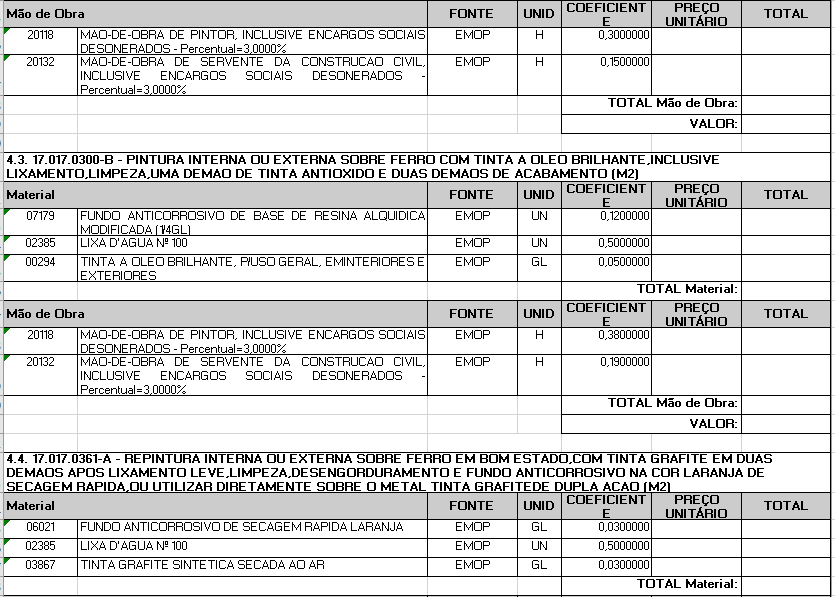 Mão de Obra FONTE UNID COEFICIENT E PREÇO UNITÁRIO TOTAL
20118 MAO-DE-OBRA DE PINTOR, INCLUSIVE ENCARGOS SOCIAIS EMOP H 0,3000000
DESONERADOS - Percentual=3,0000%
20132 MAO-DE-OBRA DE SERVENTE DA CONSTRUCAO CIVIL, EMOP H 0,1500000
INCLUSIVE ENCARGOS SOCIAIS DESONERADOS -
Percentual=3,0000%
TOTAL Mão de Obra:
VALOR:
4.3. 17.017.0300-B - PINTURA INTERNA OU EXTERNA SOBRE FERRO COM TINTA A OLEO BRILHANTE,INCLUSIVE
LIXAMENTO,LIMPEZA,UMA DEMAO DE TINTA ANTIOXIDO E DUAS DEMAOS DE ACABAMENTO (M2)
Material FONTE UNID COEFICIENT E PREÇO UNITÁRIO TOTAL
07179 FUNDO ANTICORROSIVO DE BASE DE RESINA ALQUIDICA EMOP UN 0,1200000
MODIFICADA (1/4GL)
02385 LIXA D'AGUA Nº 100 EMOP UN 0,5000000
00294 TINTA A OLEO BRILHANTE, P/USO GERAL, EMINTERIORES E EMOP GL 0,0500000
EXTERIORES
TOTAL Material:
Mão de Obra FONTE UNID COEFICIENT E PREÇO UNITÁRIO TOTAL
20118 MAO-DE-OBRA DE PINTOR, INCLUSIVE ENCARGOS SOCIAIS EMOP H 0,3800000
DESONERADOS - Percentual=3,0000%
20132 MAO-DE-OBRA DE SERVENTE DA CONSTRUCAO CIVIL, EMOP H 0,1900000
INCLUSIVE ENCARGOS SOCIAIS DESONERADOS -
Percentual=3,0000%
TOTAL Mão de Obra:
VALOR:
4.4. 17.017.0361-A - REPINTURA INTERNA OU EXTERNA SOBRE FERRO EM BOM ESTADO,COM TINTA GRAFITE EM DUAS
DEMAOS APOS LIXAMENTO LEVE,LIMPEZA,DESENGORDURAMENTO E FUNDO ANTICORROSIVO NA COR LARANJA DE
SECAGEM RAPIDA,OU UTILIZAR DIRETAMENTE SOBRE O METAL TINTA GRAFITEDE DUPLA ACAO (M2)
Material FONTE UNID COEFICIENT E PREÇO UNITÁRIO TOTAL
06021 FUNDO ANTICORROSIVO DE SECAGEM RAPIDA LARANJA EMOP GL 0,0300000
02385 LIXA D'AGUA Nº 100 EMOP UN 0,5000000
03867 TINTA GRAFITE SINTETICA SECADA AO AR EMOP GL 0,0300000
TOTAL Material: